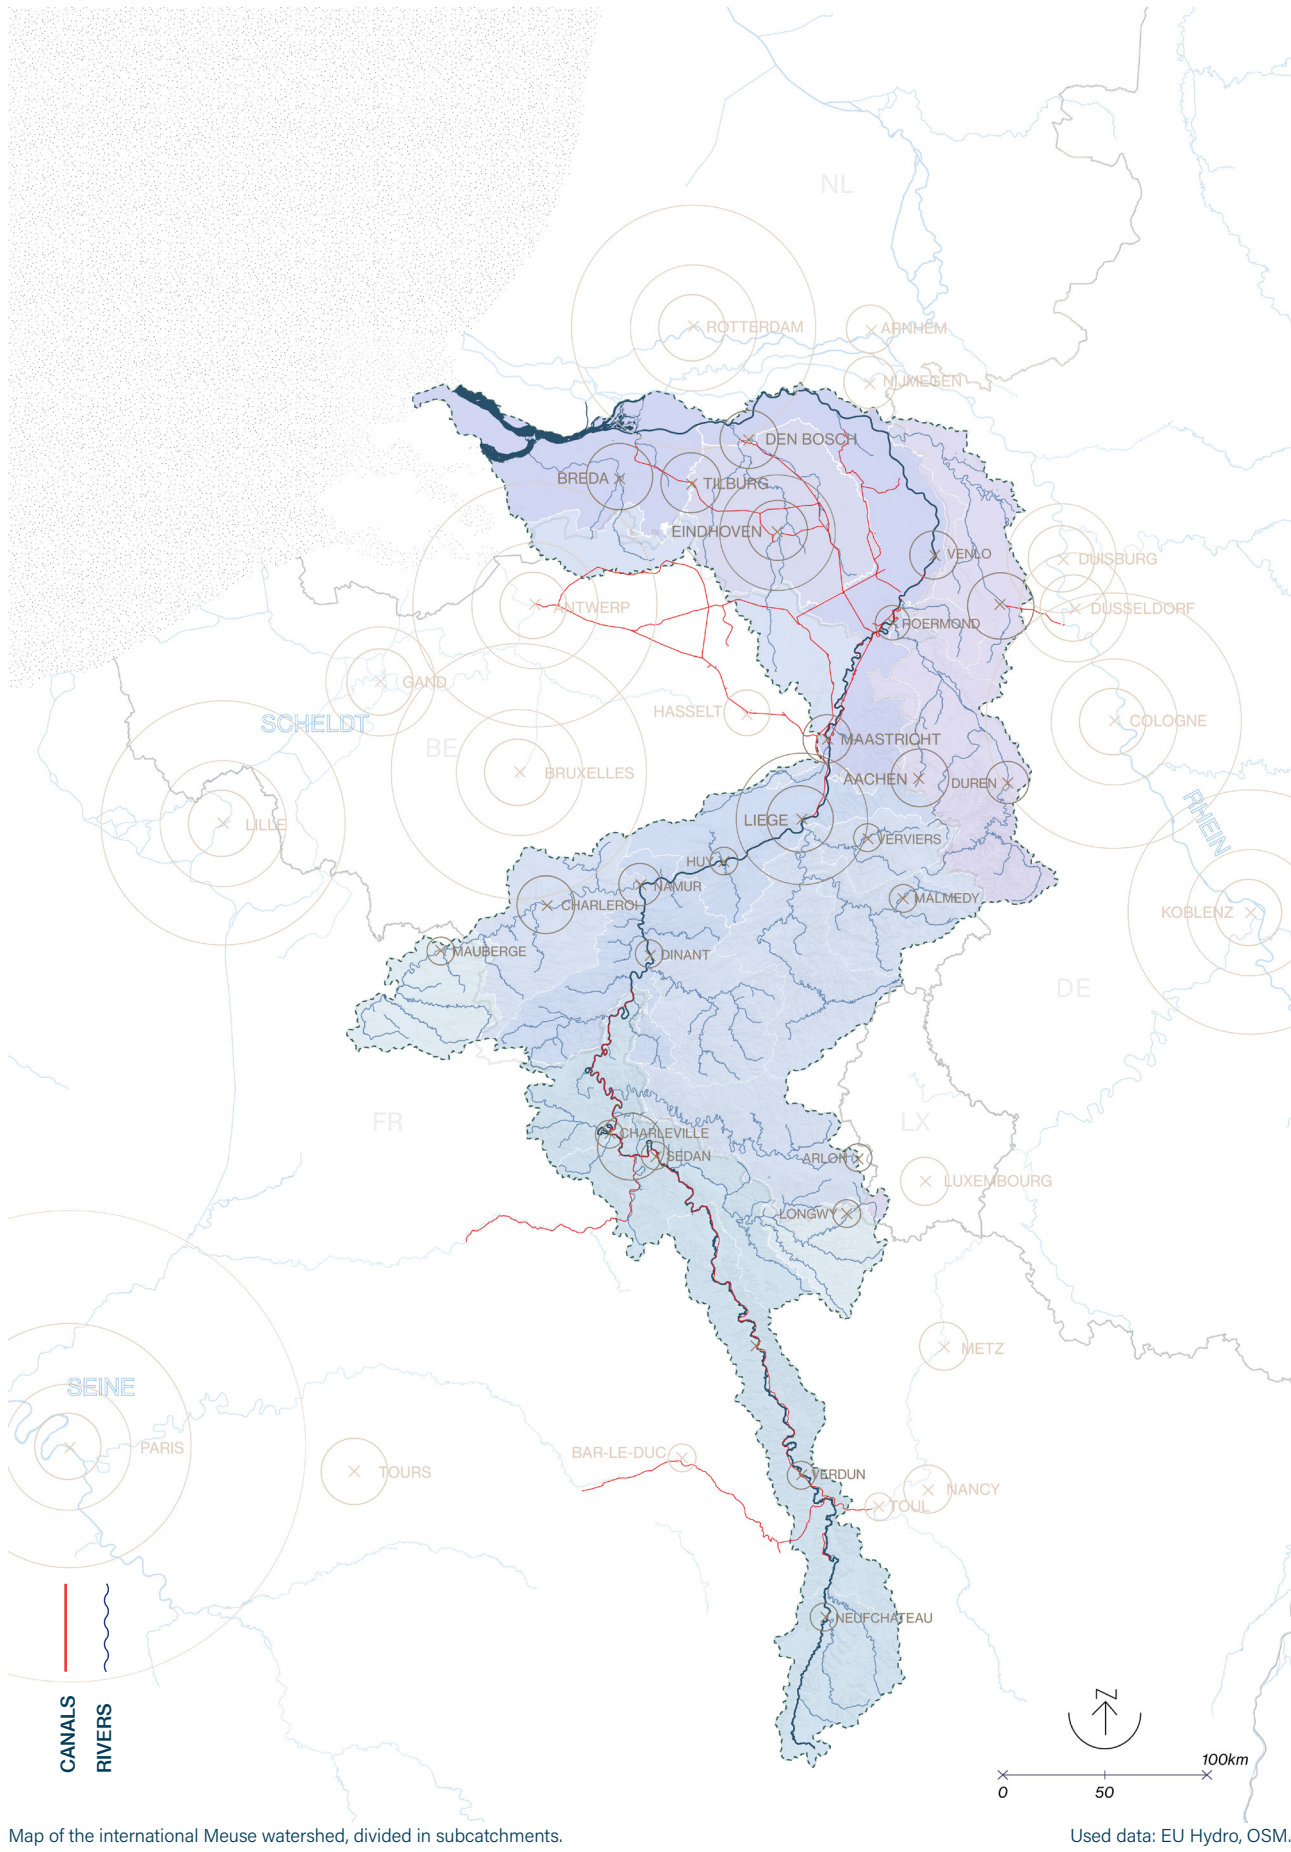 NL
ROTTERDAM
ARNHEM
NIJMEGEN
DEN BOSCH
BREDA
TILBURG
EINDHOVEN
VENLO
DUISBURG
ANTWERP
DUSSELDORF
ROERMOND
GAND
HASSELT
SCHELDT
COLOGNE
BE
MAASTRICHT
BRUXELLES
AACHEN
DUREN
LIEGE
RHEIN
LILLE
VERVIERS
HUY
NAMUR
MALMEDY
CHARLEROI
KOBLENZ
MAUBERGE
DINANT
DE
FR
LX
CHARLEVILLE
SEDAN
ARLON
LUXEMBOURG
LONGWY
METZ
SEINE
PARIS
BAR-LE-DUC
TOURS
VERDUN
NANCY
TOUL
NEUFCHATEAU
CANALS
RIVERS
N
100km
0
50
Map of the international Meuse watershed, divided in subcatchments.
Used data: EU Hydro, OSM.